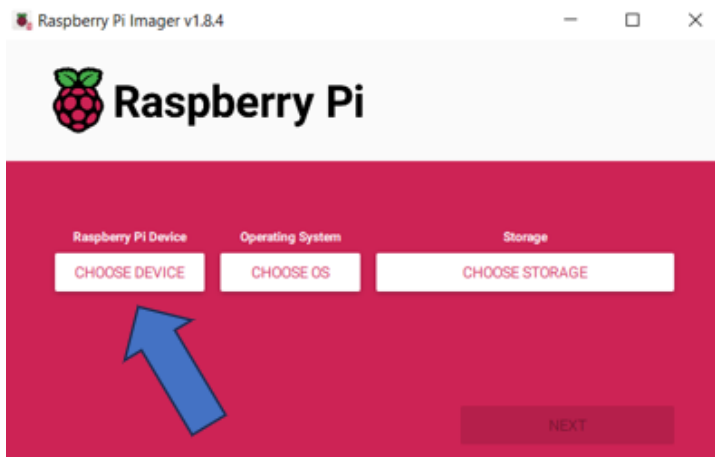 Raspberry Pi Imager v1.8.4
Raspberry Pi
Raspberry Pi Device Operating System Storage
CHOOSE DEVICE CHOOSE OS CHOOSE STORAGE
NEXT